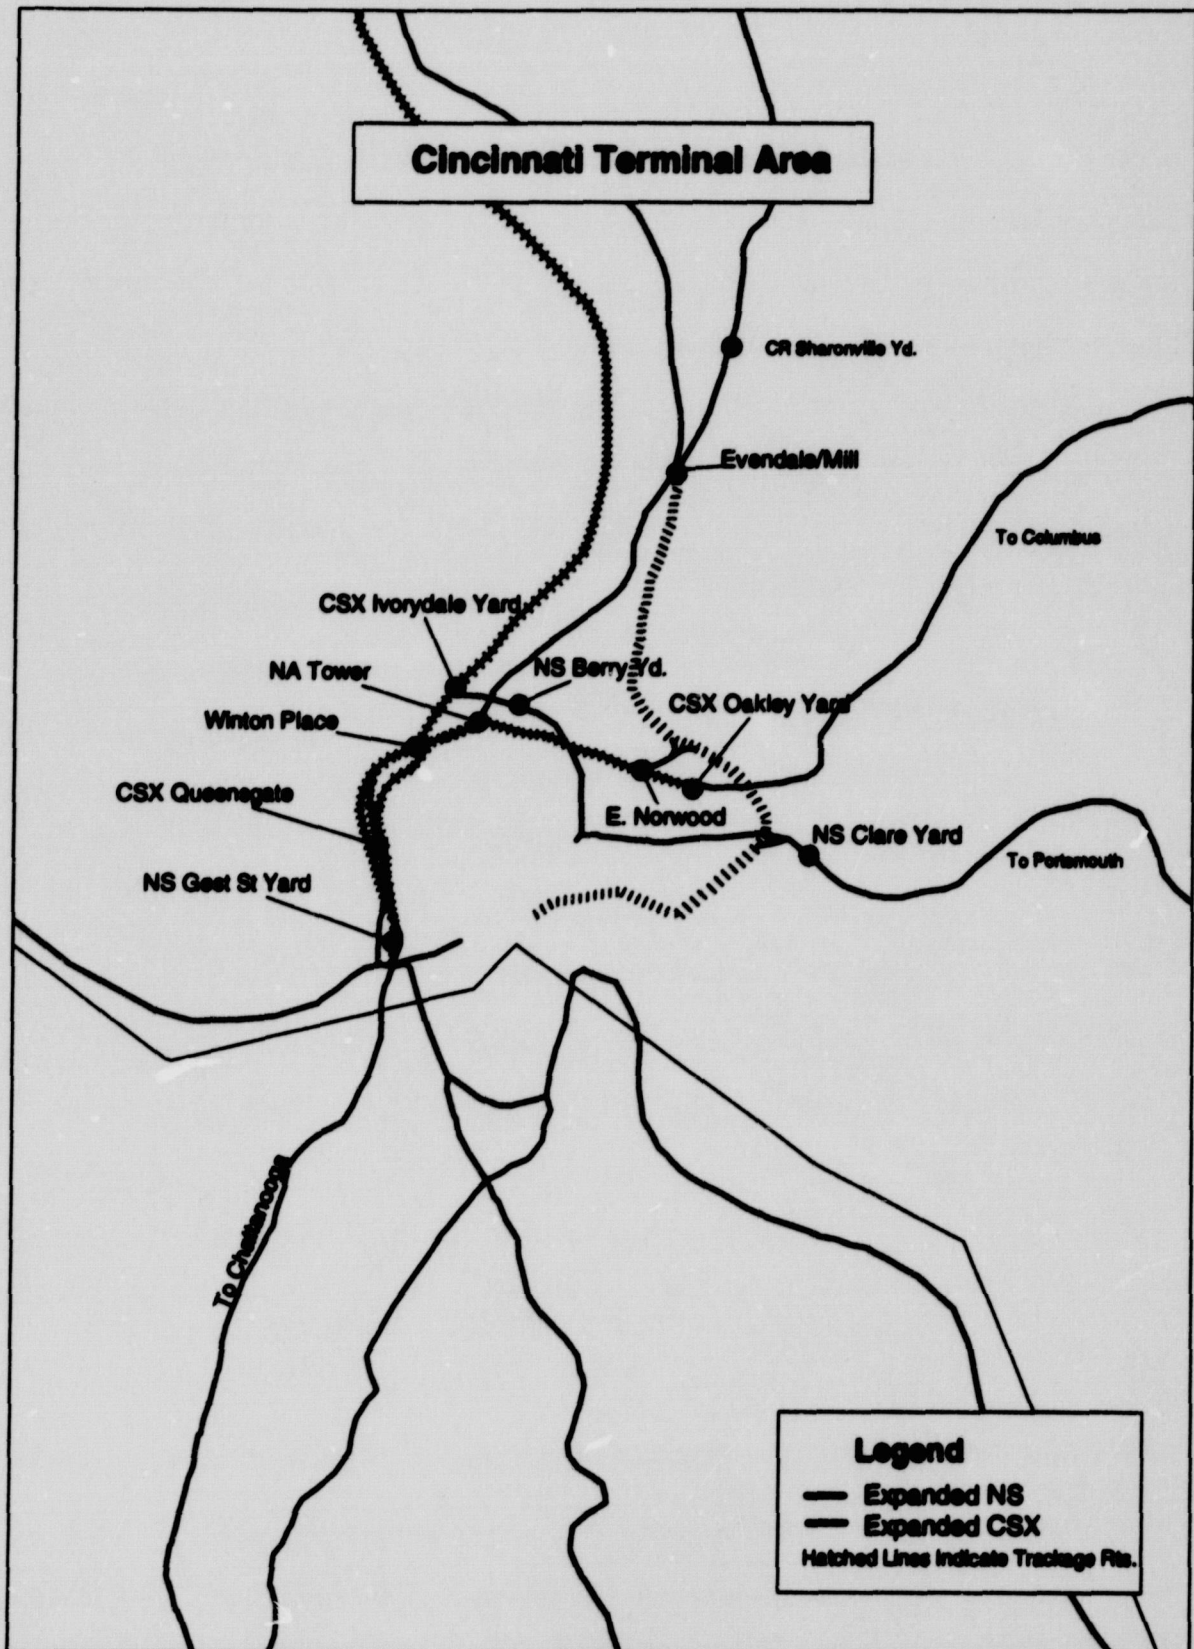 Cincinnati Terminal Area
CR Sharonville Yd.
Evendale/Mill
To Columbus
CSX Ivorydale Yard
NA Tower
NS Berry Yd.
CSX Oakley Yard
Winton Place
CSX Queensgate
E. Norwood
NS Clare Yard
To Portsmouth
NS Gest St Yard
To Chattanooga
Legend
Expanded NS
Expanded CSX
Hatched Lines Indicate Trackage Rts.